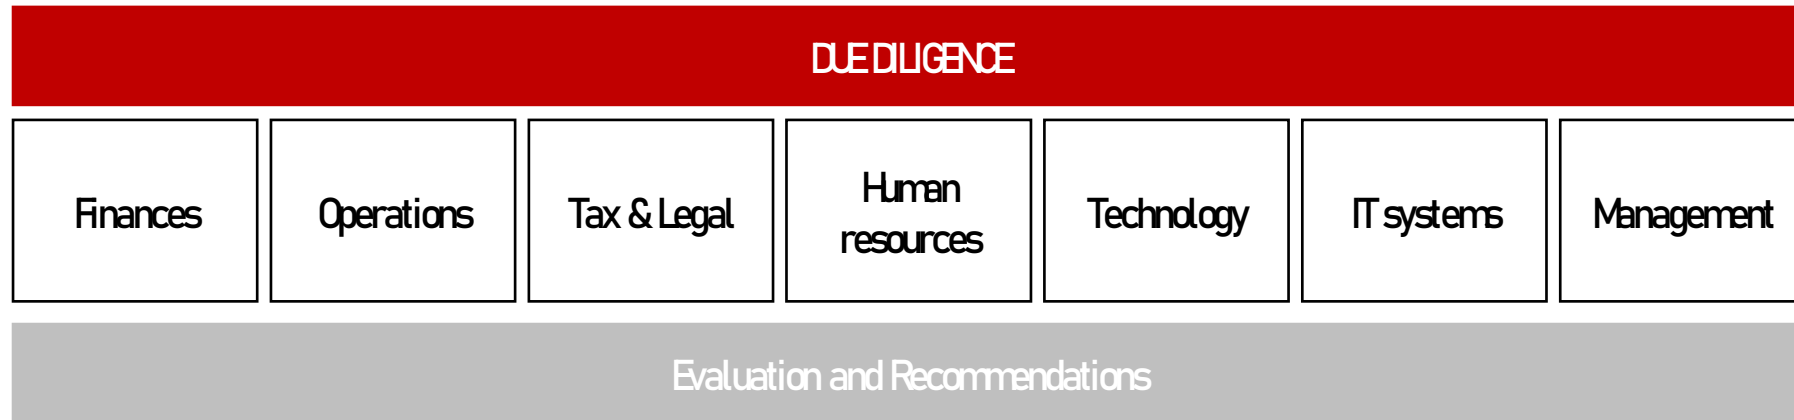 DUE DILIGENCE
Finances
Operations
Tax & Legal
Human
resources
Technology
IT systems
Management
Evaluation and Recommendations